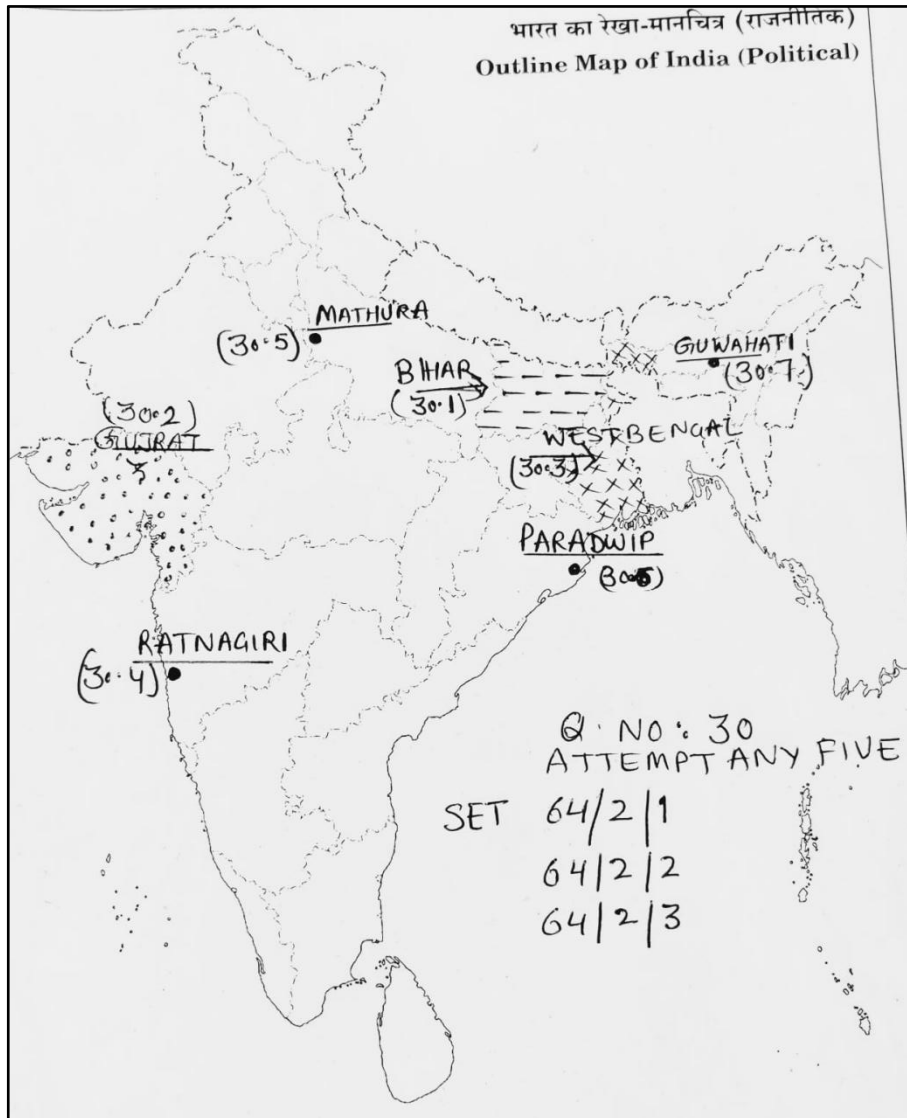 भारत का रेखा-मानचित्र (राजनीतिक)
Outline Map of India (Political)
MATHURA
(30.5)
GUWAHATI
(30.7)
BIHAR
(30.1)
(30.2)
GUJRAT
WESTBENGAL
(30.3)
PARADWIP
RATNAGIRI
(30.4)
Q. NO: 30
ATTEMPT ANY FIVE
SET 64/2/1
64/2/2
64/2/3